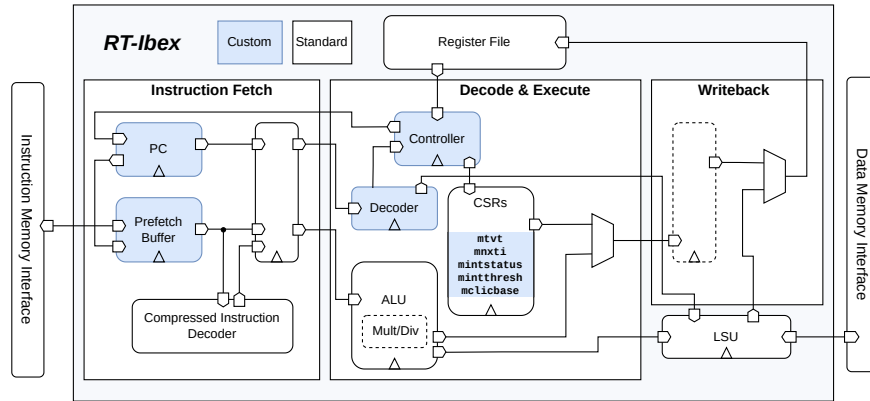 RT-Ibex
Custom
Standard
Register File
Instruction Fetch
Decode & Execute
Writeback
Instruction Memory Interface
Data Memory Interface
PC
Controller
Prefetch
Buffer
Decoder
CSRs
mtvt
mnxti
mintstatus
mintthresh
mclicbase
Compressed Instruction
Decoder
ALU
Mult/Div
LSU